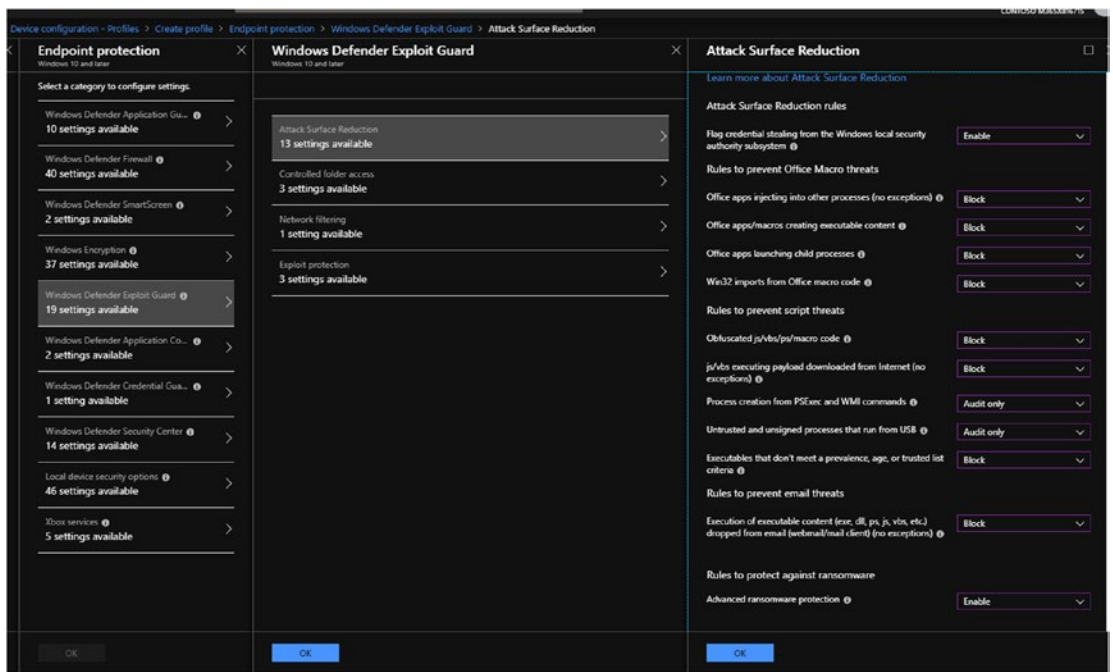 Device configuration - Profiles > Create profile > Endpoint protection > Windows Defender Exploit Guard > Attack Surface Reduction
Endpoint protection
Windows 10 and later
Select a category to configure settings.
Windows Defender Application Gu...
10 settings available
Windows Defender Firewall
40 settings available
Windows Defender SmartScreen
2 settings available
Windows Encryption
37 settings available
Windows Defender Exploit Guard
19 settings available
Windows Defender Application Co...
2 settings available
Windows Defender Credential Gua...
1 setting available
Windows Defender Security Center
14 settings available
Local device security options
46 settings available
Xbox services
5 settings available
OK
Windows Defender Exploit Guard
Windows 10 and later
Attack Surface Reduction
13 settings available
Controlled folder access
3 settings available
Network filtering
1 setting available
Exploit protection
3 settings available
OK
Attack Surface Reduction
Learn more about Attack Surface Reduction
Attack Surface Reduction rules
Flag credential stealing from the Windows local security
authority subsystem
Enable
Rules to prevent Office Macro threats
Office apps injecting into other processes (no exceptions)
Block
Office apps/macros creating executable content
Block
Office apps launching child processes
Block
Win32 imports from Office macro code
Block
Rules to prevent script threats
Obfuscated js/vbs/ps/macro code
Block
js/vbs executing payload downloaded from Internet (no
exceptions)
Block
Process creation from PSExec and WMI commands
Audit only
Untrusted and unsigned processes that run from USB
Audit only
Executables that don't meet a prevalence, age, or trusted list
criteria
Block
Rules to prevent email threats
Execution of executable content (exe, dll, ps, js, vbs, etc.)
dropped from email (webmail/mail client) (no exceptions)
Block
Rules to protect against ransomware
Advanced ransomware protection
Enable
OK